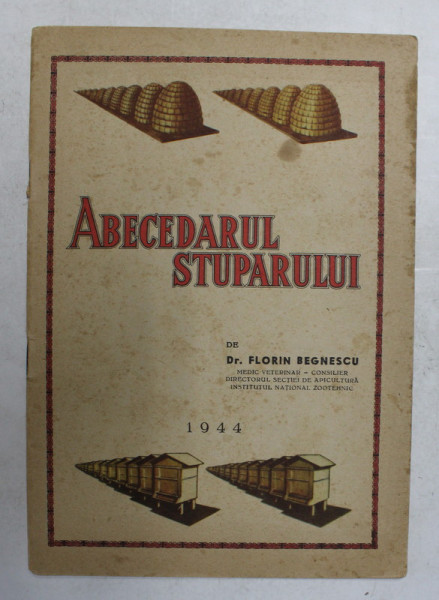 ABECEDARUL
STUPARULUI
DE
Dr. FLORIN BEGNESCU
MEDIC VETERINAR – CONSILIER
DIRECTORUL SECȚIEI DE APICULTURĂ
INSTITUTUL NAȚIONAL ZOOTEHNIC
1944